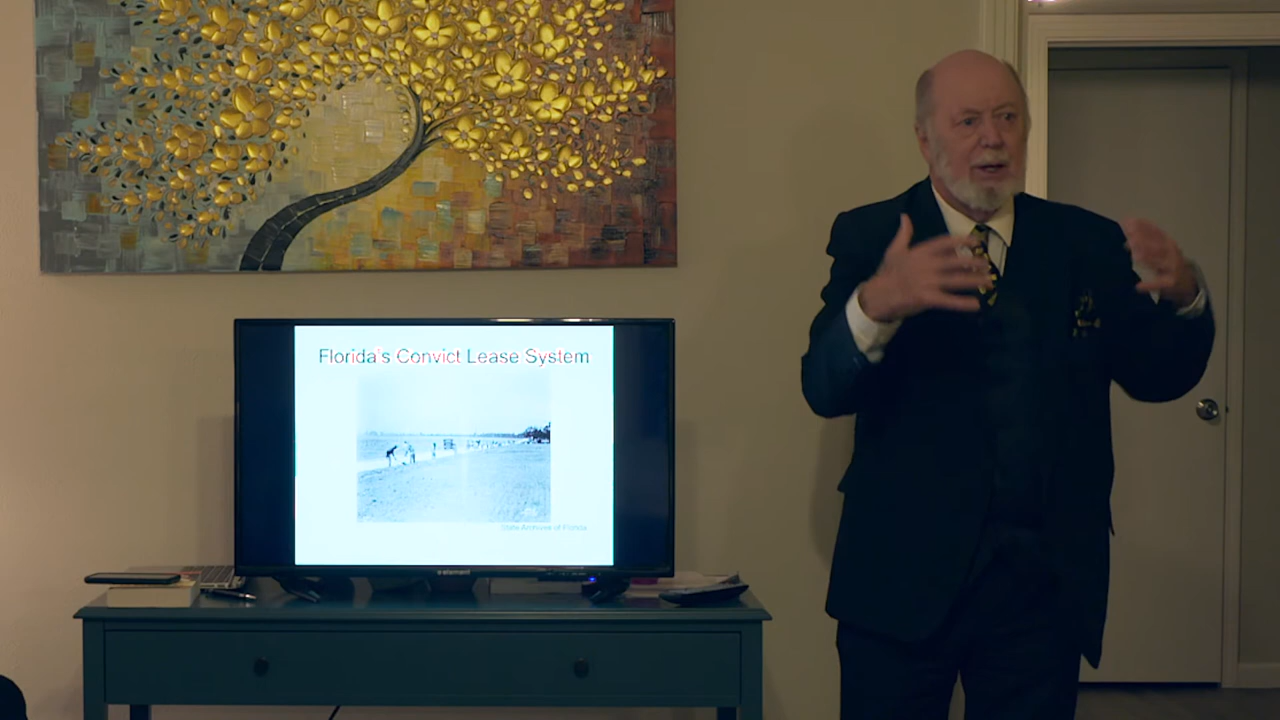 Florida's Convict Lease System
State Archives of Florida
element